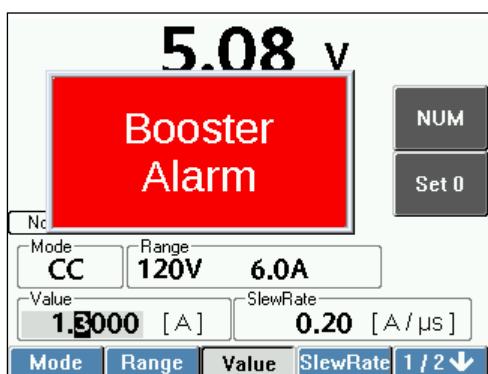 5.08 V
Booster
Alarm
NUM
Set 0
No
Mode
CC
Range
120V 6.0A
Value
1.3000 [A]
SlewRate
0.20 [A/μs]
Mode Range Value SlewRate 1/2